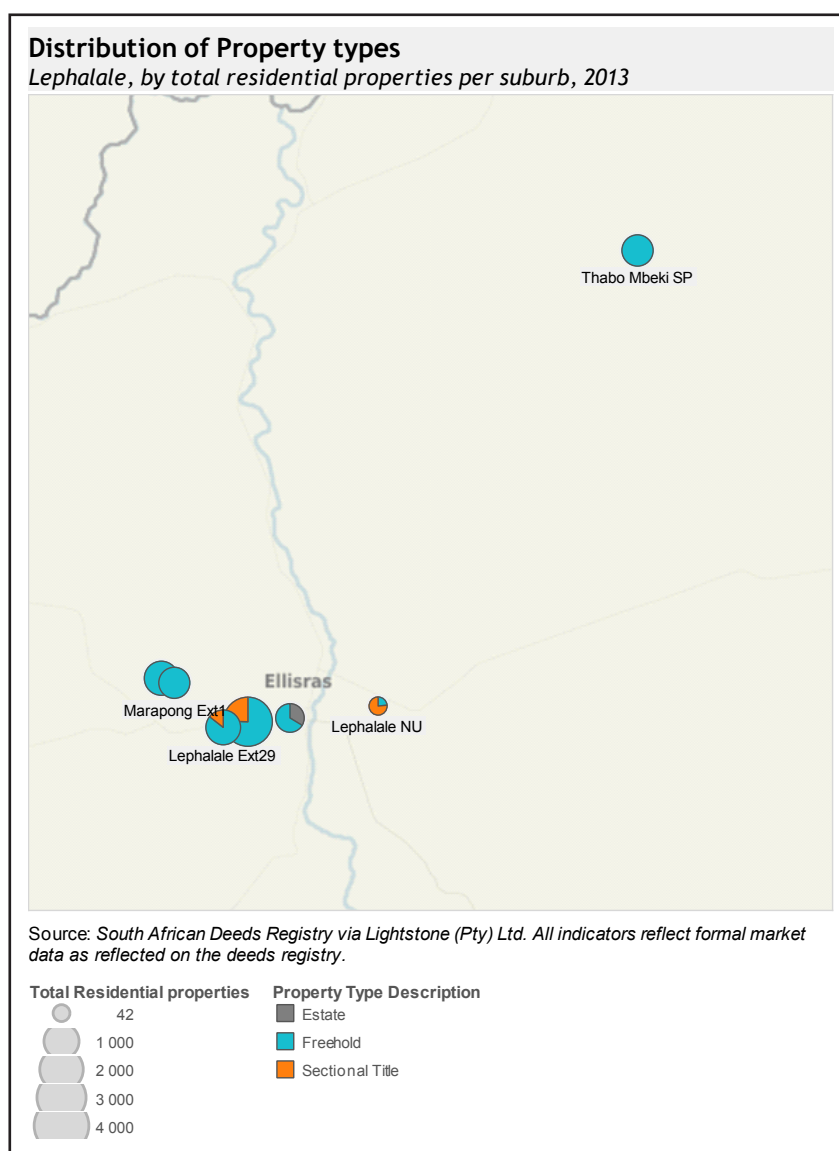 Distribution of Property types
Lephalale, by total residential properties per suburb, 2013
Thabo Mbeki SP
Ellisras
Marapong Ext1
Lephalale NU
Lephalale Ext29
Source: South African Deeds Registry via Lightstone (Pty) Ltd. All indicators reflect formal market
data as reflected on the deeds registry.
Total Residential properties
42
1 000
2 000
3 000
4 000
Property Type Description
Estate
Freehold
Sectional Title